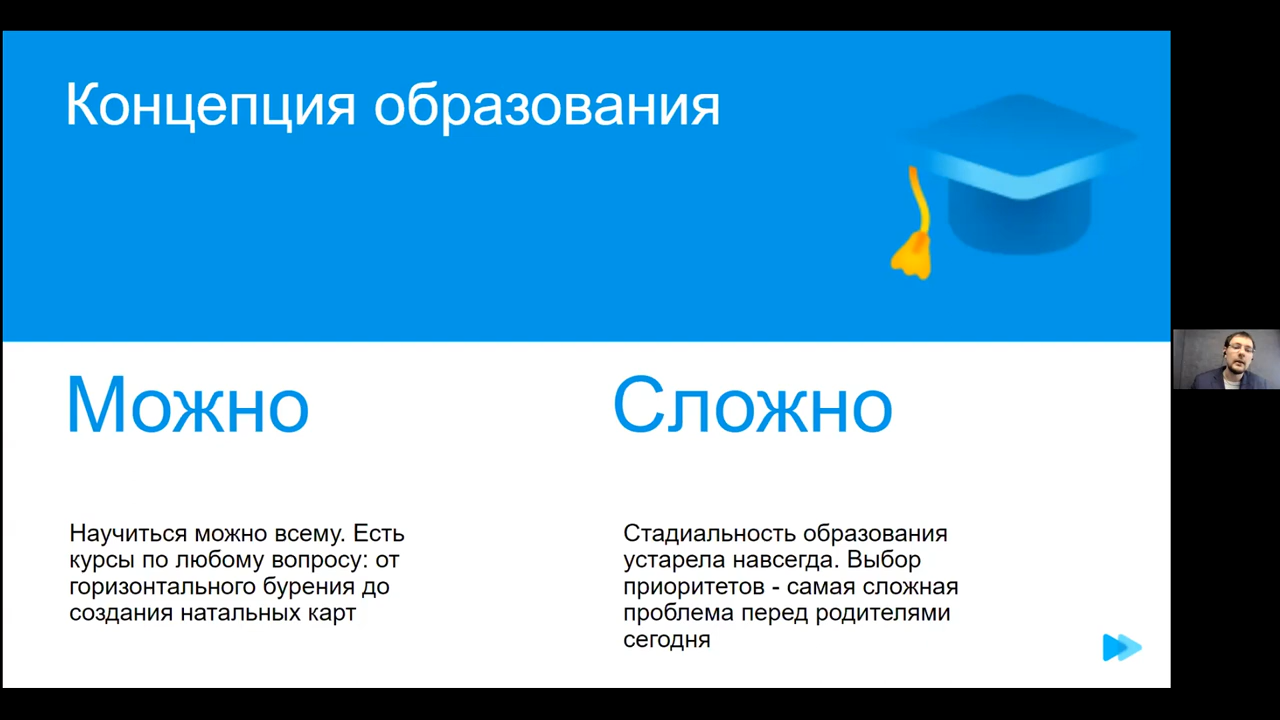 Концепция образования
Можно
Сложно
Научиться можно всему. Есть
курсы по любому вопросу: от
горизонтального бурения до
создания натальных карт
Стадиальность образования
устарела навсегда. Выбор
приоритетов - самая сложная
проблема перед родителями
сегодня